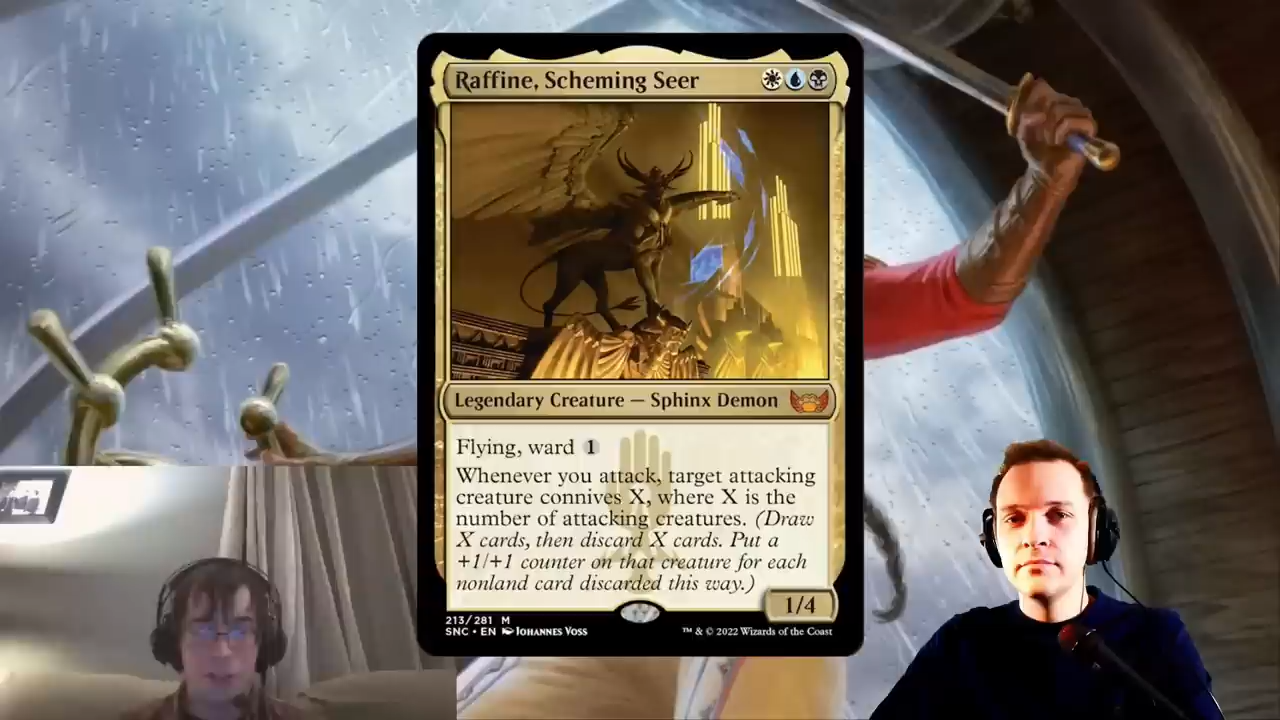 Raffine, Scheming Seer
Legendary Creature — Sphinx Demon
Flying, ward 1
Whenever you attack, target attacking
creature connives X, where X is the
number of attacking creatures. (Draw
X cards, then discard X cards. Put a
+1/+1 counter on that creature for each
nonland card discarded this way.)
1/4
213/281 M
SNC • EN Johannes Voss
™ & © 2022 Wizards of the Coast